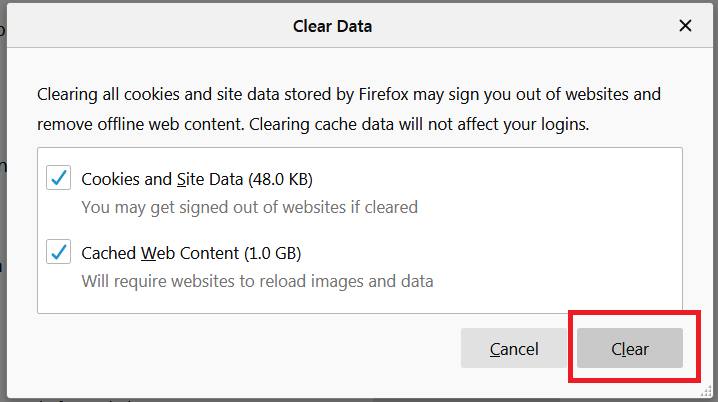 Clear Data
Clearing all cookies and site data stored by Firefox may sign you out of websites and
remove offline web content. Clearing cache data will not affect your logins.
Cookies and Site Data (48.0 KB)
You may get signed out of websites if cleared
Cached Web Content (1.0 GB)
Will require websites to reload images and data
Cancel
Clear